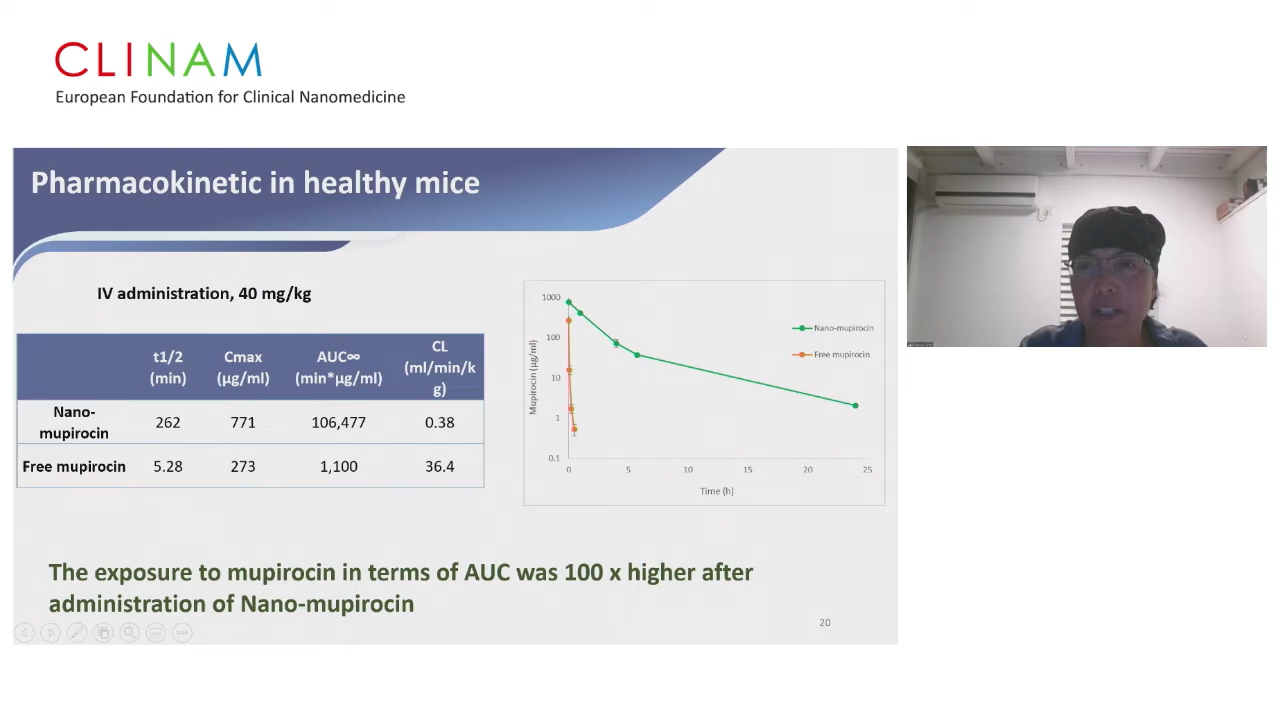 CLINAM
European Foundation for Clinical Nanomedicine
Pharmacokinetic in healthy mice
IV administration, 40 mg/kg
t1/2 (min)
Cmax (µg/ml)
AUC∞ (min*µg/ml)
CL (ml/min/k g)
Nano-mupirocin 262 771 106,477 0.38
Free mupirocin 5.28 273 1,100 36.4
Mupirocin (µg/ml)
1000
100
10
1
0.1
0 5 10 15 20 25
Time (h)
Nano-mupirocin
Free mupirocin
The exposure to mupirocin in terms of AUC was 100 x higher after
administration of Nano-mupirocin
20